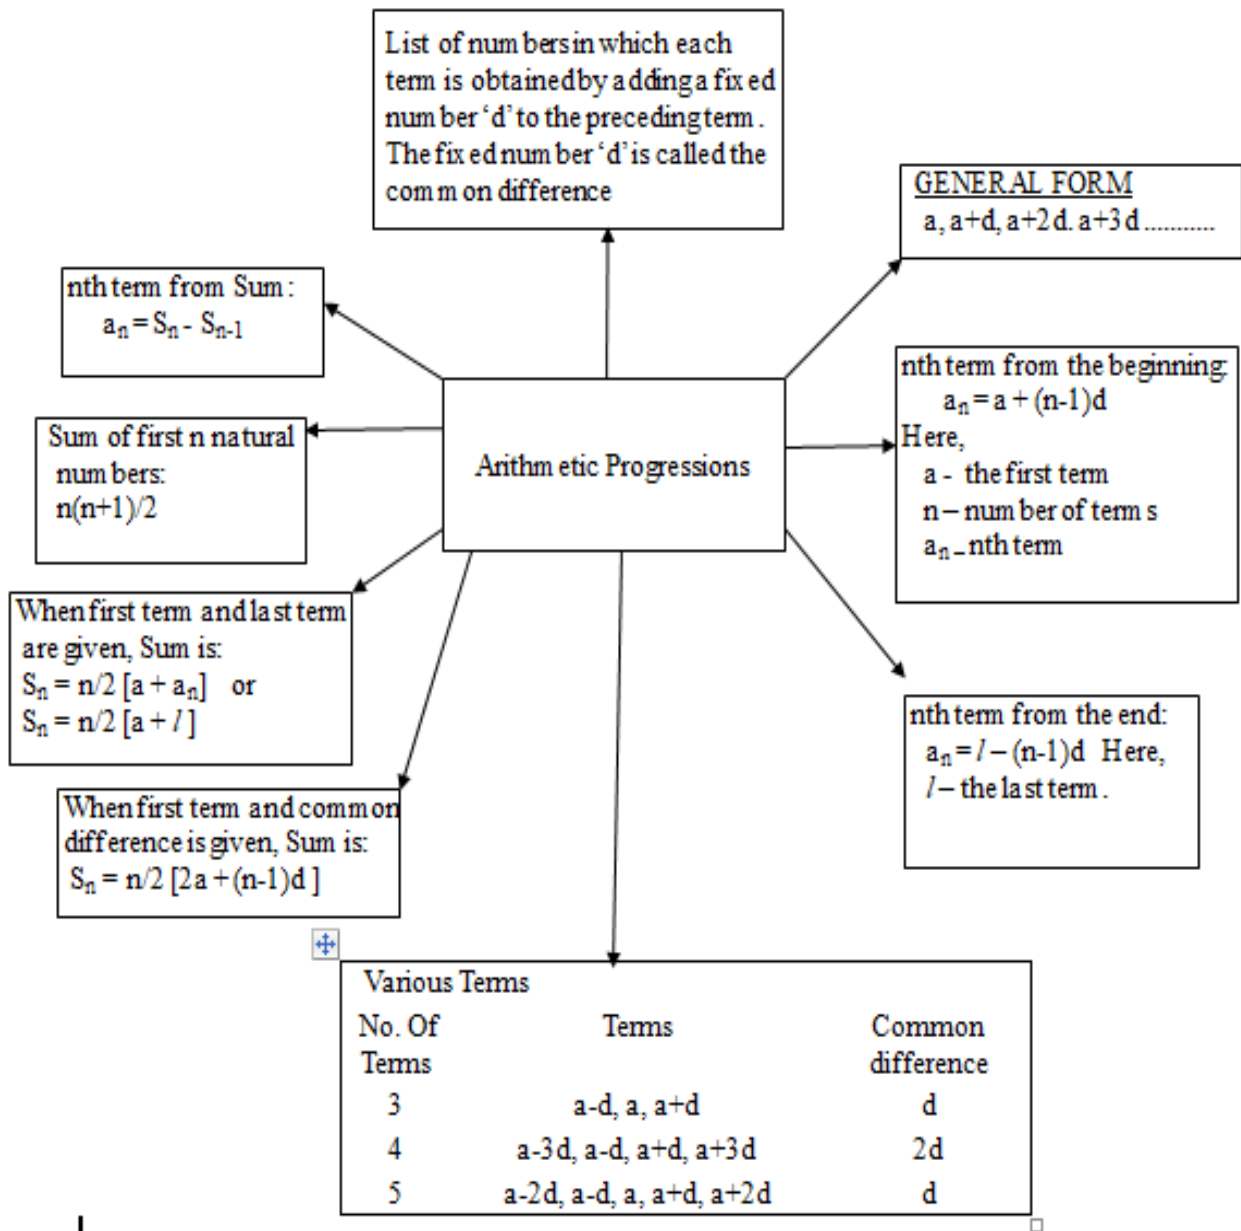 List of numbers in which each
term is obtained by adding a fixed
number ‘d’ to the preceding term.
The fixed number ‘d’ is called the
common difference
GENERAL FORM
a, a+d, a+2d. a+3d ...........
nth term from Sum:
aₙ = Sₙ - Sₙ₋₁
nth term from the beginning:
aₙ = a + (n-1)d
Here,
a - the first term
n – number of terms
aₙ – nth term
Sum of first n natural
numbers:
n(n+1)/2
Arithmetic Progressions
When first term and last term
are given, Sum is:
Sₙ = n/2 [a + aₙ] or
Sₙ = n/2 [a + l ]
nth term from the end:
aₙ = l – (n-1)d Here,
l – the last term.
When first term and common
difference is given, Sum is:
Sₙ = n/2 [2a + (n-1)d ]
Various Terms
No. Of Terms Common
Terms difference
3 a-d, a, a+d d
4 a-3d, a-d, a+d, a+3d 2d
5 a-2d, a-d, a, a+d, a+2d d